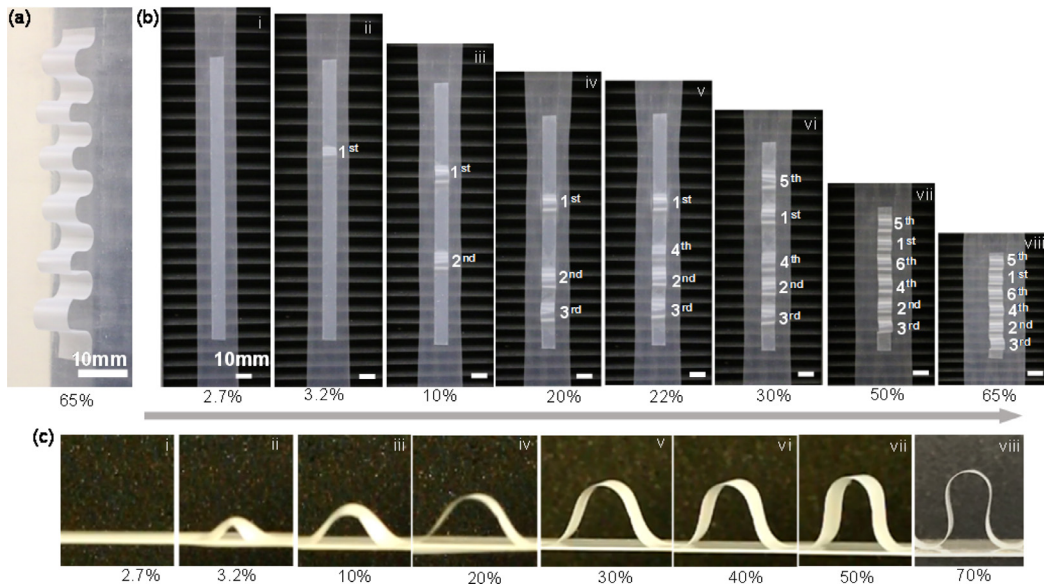 (a)
10mm
65%
(b)
i
10mm
2.7%
ii
1st
3.2%
iii
1st
2nd
10%
iv
1st
2nd
3rd
20%
v
1st
4th
2nd
3rd
22%
vi
5th
1st
4th
2nd
3rd
30%
vii
5th
1st
6th
4th
2nd
3rd
50%
viii
5th
1st
6th
4th
2nd
3rd
65%
(c)
i
2.7%
ii
3.2%
iii
10%
iv
20%
v
30%
vi
40%
vii
50%
viii
70%